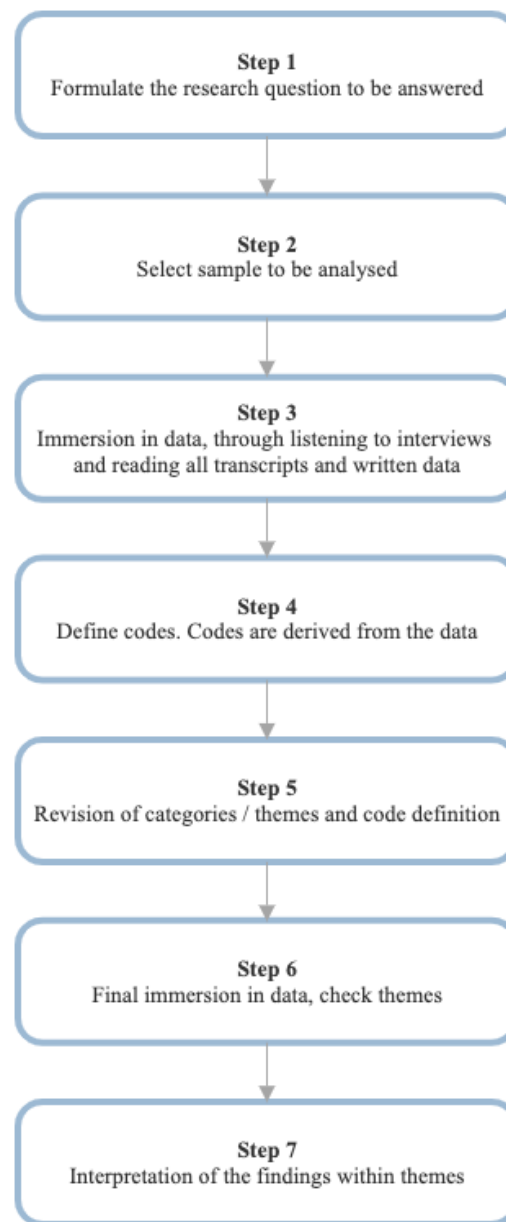 Step 1
Formulate the research question to be answered
Step 2
Select sample to be analysed
Step 3
Immersion in data, through listening to interviews
and reading all transcripts and written data
Step 4
Define codes. Codes are derived from the data
Step 5
Revision of categories / themes and code definition
Step 6
Final immersion in data, check themes
Step 7
Interpretation of the findings within themes